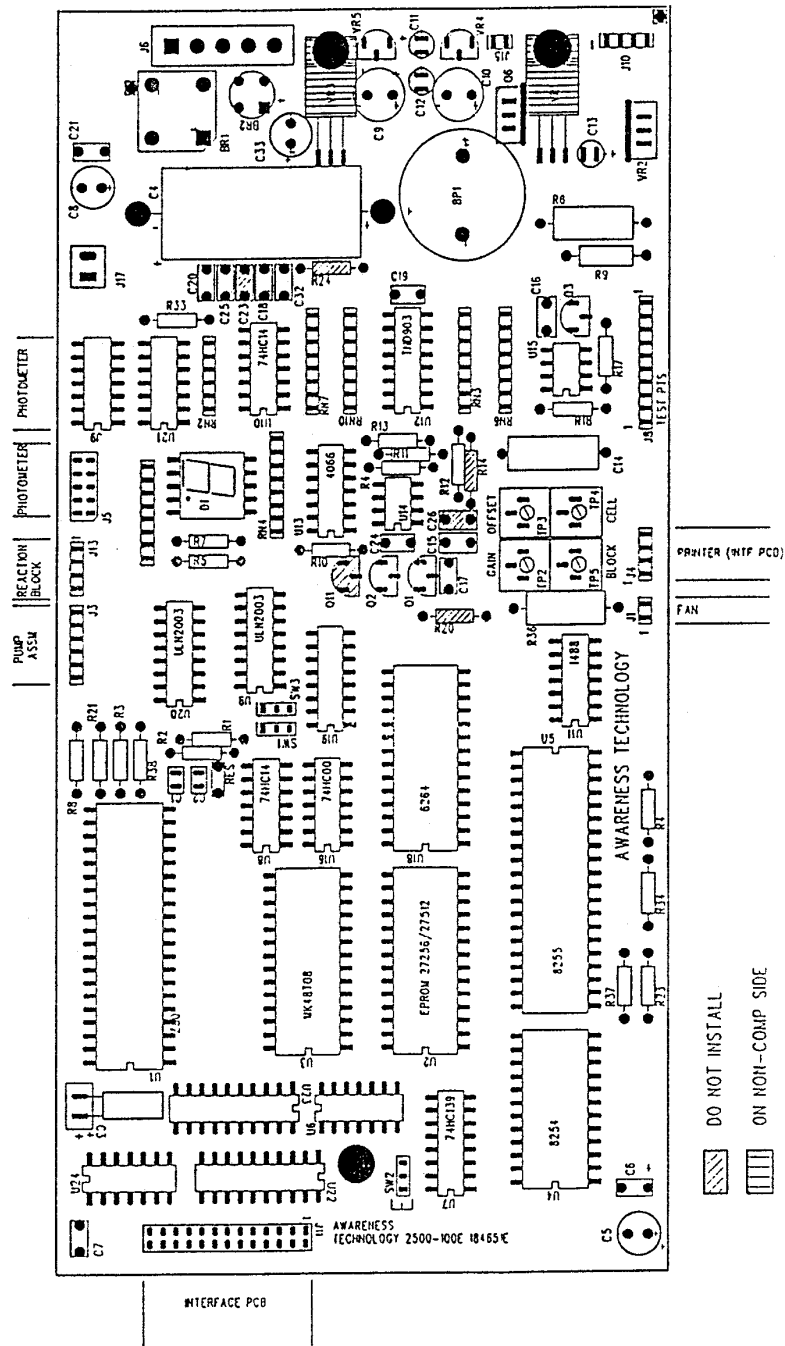 J6
VR5
C11
VR4
J15
J10
C21
BR1
BR2
C33
VR3
C9
C12
C10
Q6
C13
VR2
C8
C4
BP1
R6
R9
J17
C20
C25
C23
C18
C32
R24
C19
C16
Q3
R33
74HC14
U15
R17
PHOTOMETER
J9
U21
RN2
U10
RN7
RN10
U12
RN3
RN6
R18
TEST PTS
J8
PHOTOMETER
J5
D1
RN4
U13
4066
R13
R11
R4
U14
R12
R14
C14
C26
OFFSET
TP3
TP4
CELL
REACTION
BLOCK
J13
R7
R5
R10
C24
C15
GAIN
TP2
TP5
BLOCK
J4
PRINTER (INTF PCB)
PUMP
ASSM
J3
ULN2003
U20
ULN2003
U9
Q11
Q2
Q1
C17
R20
R36
J1
FAN
SW3
SW1
U19
1488
U11
R21
R3
R2
R1
R8
R38
RES
74HC14
U8
74HC00
U16
6264
U18
U5
8255
AWARENESS TECHNOLOGY
R4
R34
Z80
U1
MK48T08
U3
EPROM 27256/27512
U2
R37
R23
C3
U23
U6
74HC139
U7
8254
U4
C6
U24
U22
SW2
C7
J11
AWARENESS
TECHNOLOGY 2500-100E 184651E
C5
INTERFACE PCB
DO NOT INSTALL
ON NON-COMP SIDE